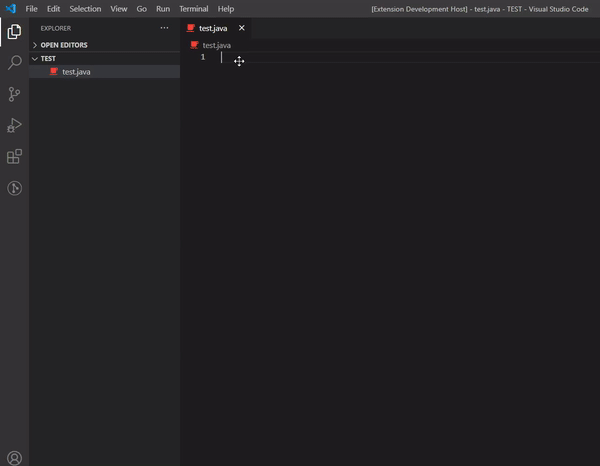 File Edit Selection View Go Run Terminal Help [Extension Development Host] - test.java - TEST - Visual Studio Code
EXPLORER ···
OPEN EDITORS
TEST
test.java
test.java
test.java
1